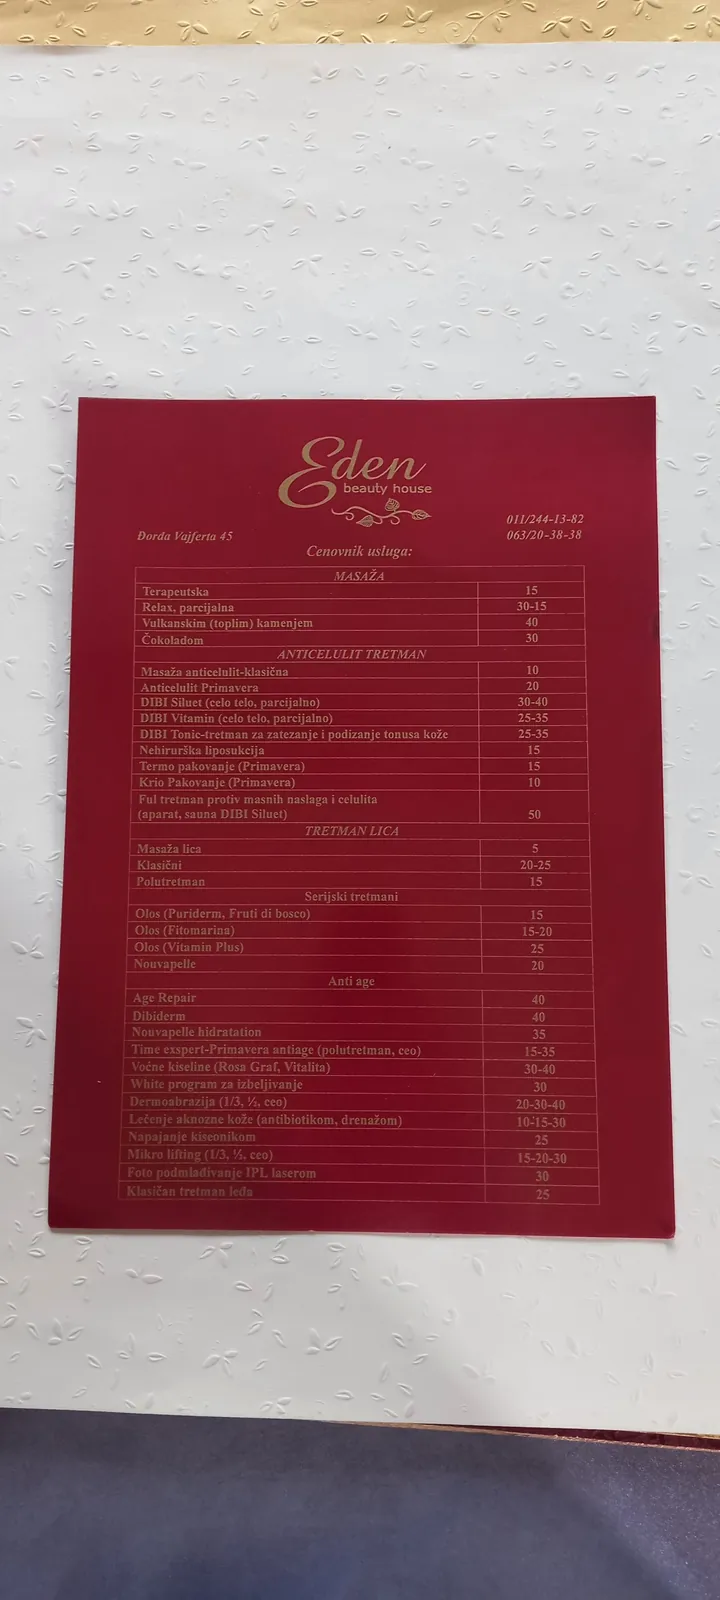 Eden
beauty house
011/244-13-82
Đorđa Vajferta 45 063/20-38-38
Cenovnik usluga:
MASAŽA
Terapeutska 15
Relax, parcijalna 30-15
Vulkanskim (toplim) kamenjem 40
Čokoladom 30
ANTICELULIT TRETMAN
Masaža anticelulit-klasična 10
Anticelulit Primavera 20
DIBI Siluet (celo telo, parcijalno) 30-40
DIBI Vitamin (celo telo, parcijalno) 25-35
DIBI Tonic-tretman za zatezanje i podizanje tonusa kože 25-35
Nehirurška liposukcija 15
Termo pakovanje (Primavera) 15
Krio Pakovanje (Primavera) 10
Ful tretman protiv masnih naslaga i celulita
(aparat, sauna DIBI Siluet) 50
TRETMAN LICA
Masaža lica 5
Klasični 20-25
Polutretman 15
Serijski tretmani
Olos (Puriderm, Fruti di bosco) 15
Olos (Fitomarina) 15-20
Olos (Vitamin Plus) 25
Nouvapelle 20
Anti age
Age Repair 40
Dibiderm 40
Nouvapelle hidratation 35
Time exspert-Primavera antiage (polutretman, ceo) 15-35
Voćne kiseline (Rosa Graf, Vitalita) 30-40
White program za izbeljivanje 30
Dermoabrazija (1/3, ½, ceo) 20-30-40
Lečenje aknozne kože (antibiotikom, drenažom) 10-15-30
Napajanje kiseonikom 25
Mikro lifting (1/3, ½, ceo) 15-20-30
Foto podmlađivanje IPL laserom 30
Klasičan tretman leđa 25